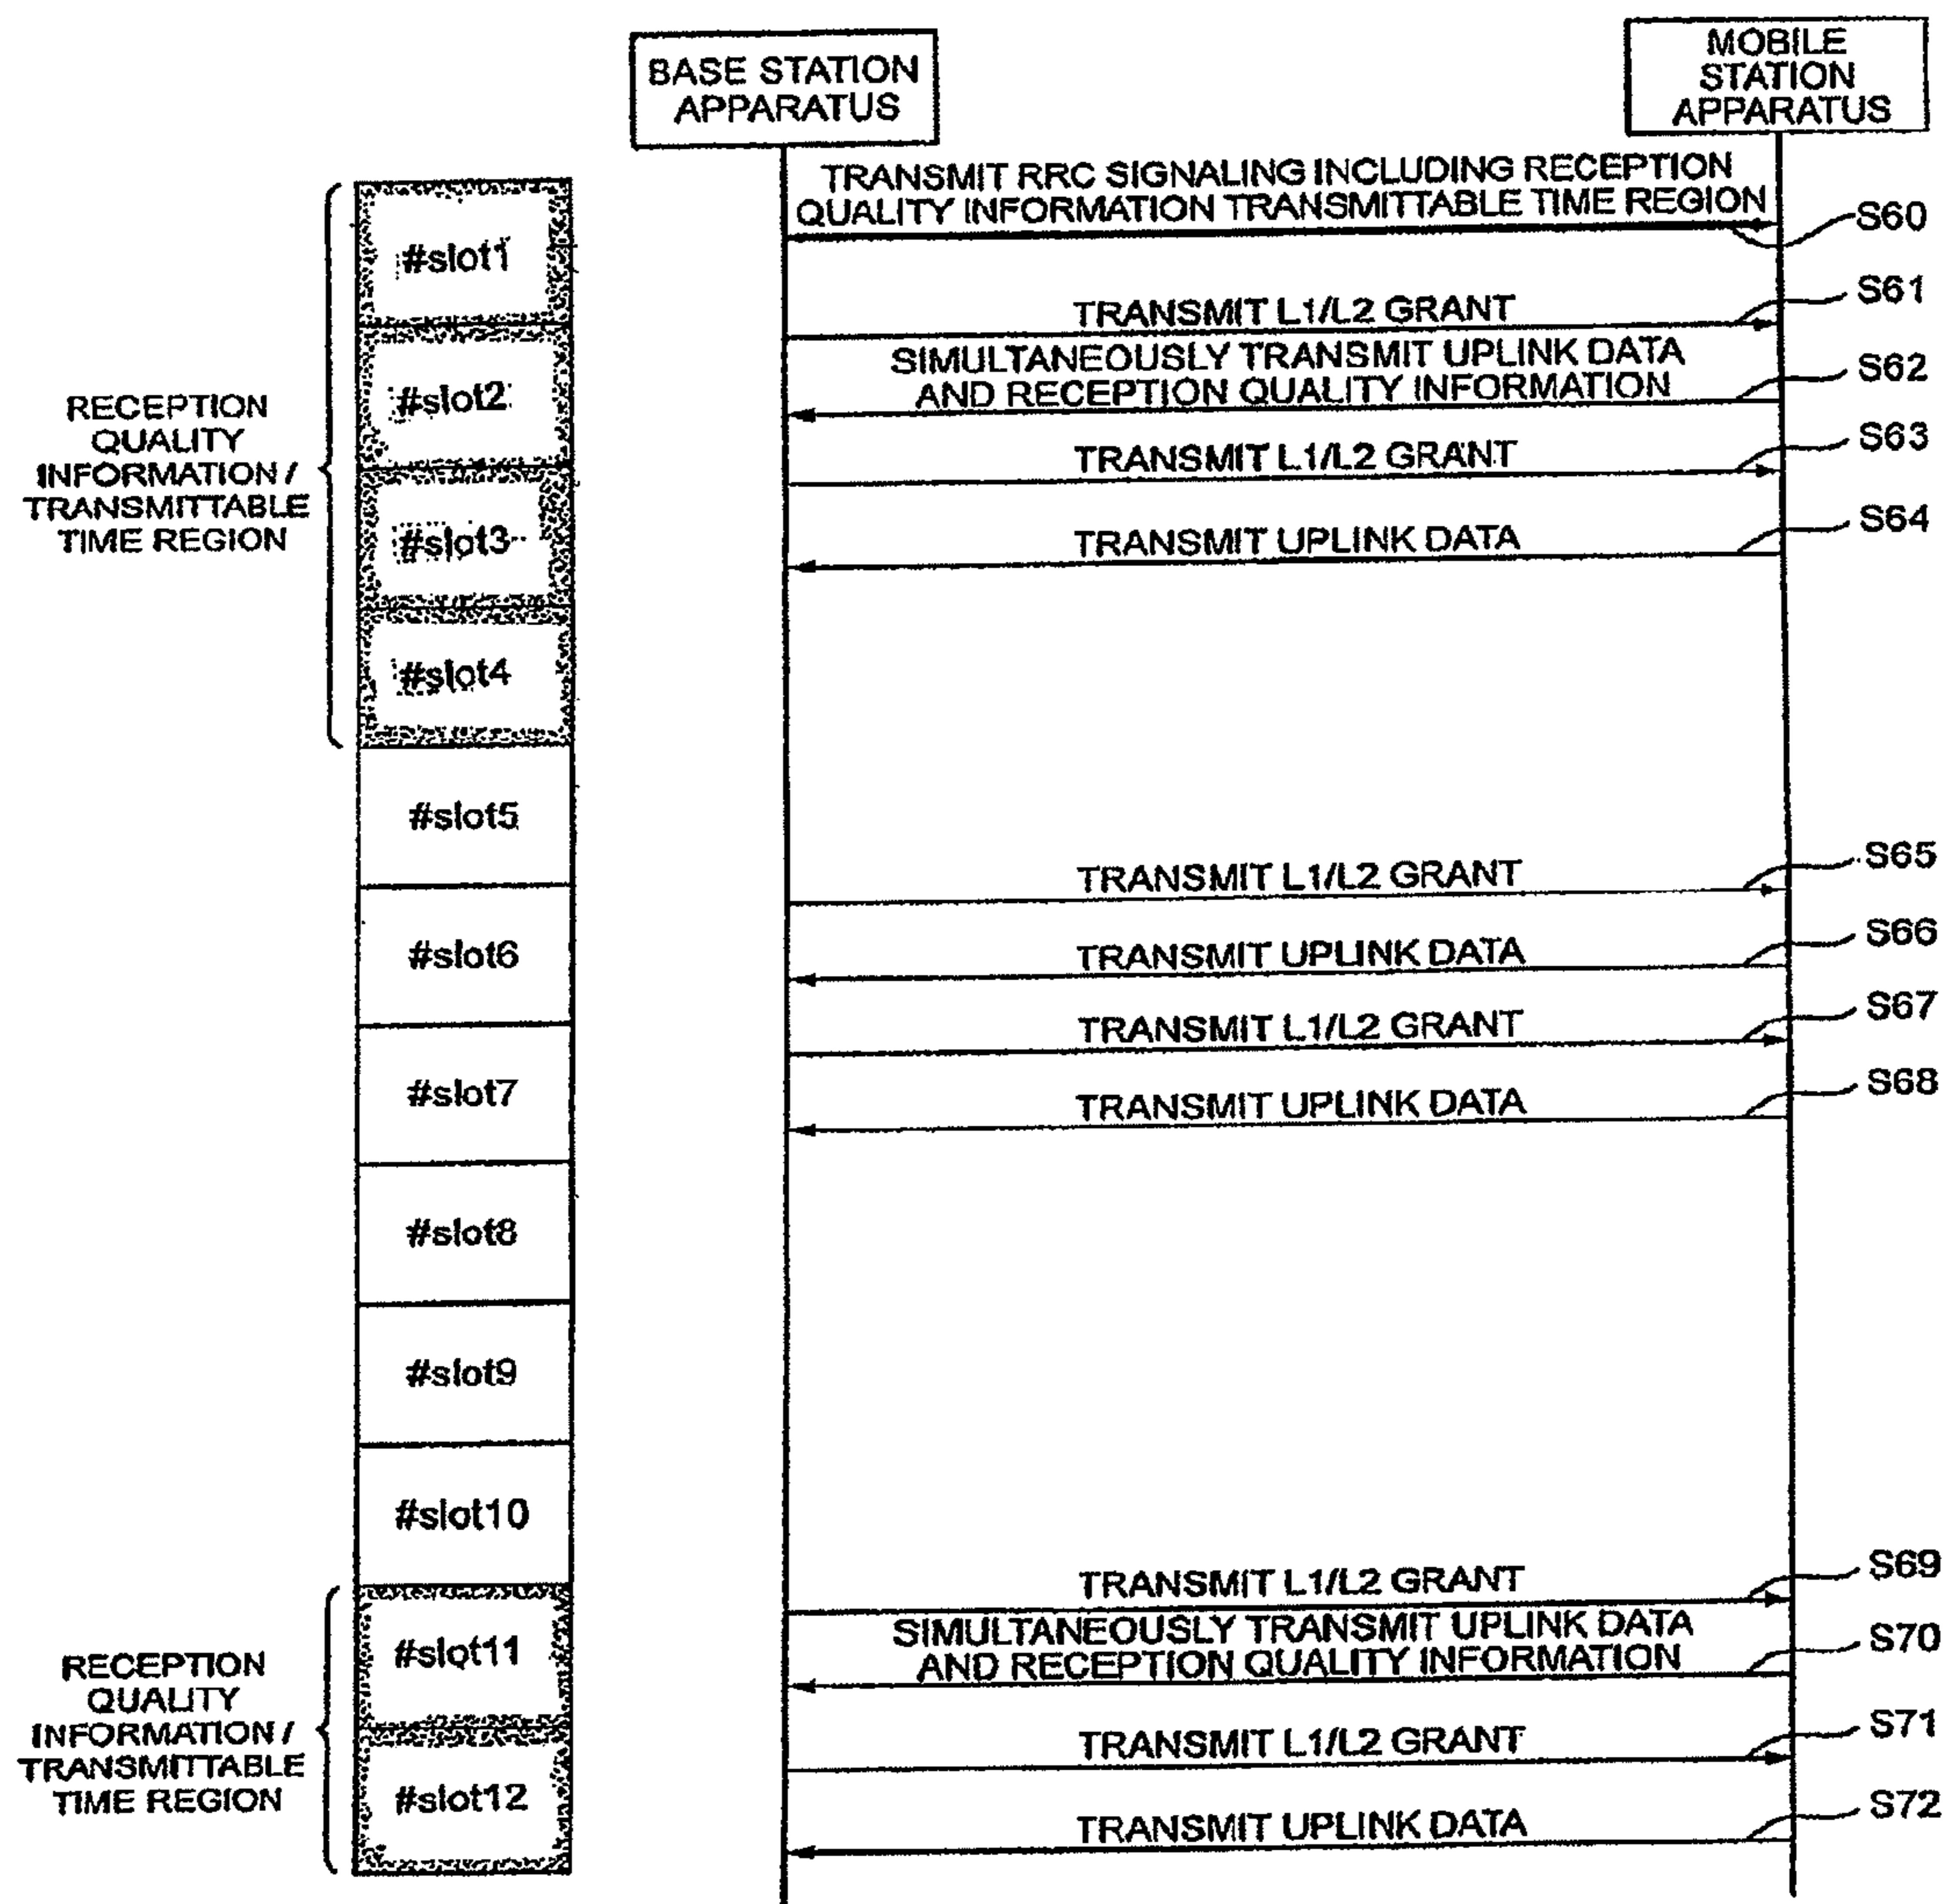 BASE STATION
APPARATUS
MOBILE
STATION
APPARATUS
TRANSMIT RRC SIGNALING INCLUDING RECEPTION
QUALITY INFORMATION TRANSMITTABLE TIME REGION
S60
#slot1
TRANSMIT L1/L2 GRANT
S61
SIMULTANEOUSLY TRANSMIT UPLINK DATA
AND RECEPTION QUALITY INFORMATION
S62
#slot2
RECEPTION
QUALITY
INFORMATION /
TRANSMITTABLE
TIME REGION
TRANSMIT L1/L2 GRANT
S63
#slot3
TRANSMIT UPLINK DATA
S64
#slot4
#slot5
TRANSMIT L1/L2 GRANT
S65
#slot6
TRANSMIT UPLINK DATA
S66
TRANSMIT L1/L2 GRANT
S67
#slot7
TRANSMIT UPLINK DATA
S68
#slot8
#slot9
#slot10
TRANSMIT L1/L2 GRANT
S69
#slot11
SIMULTANEOUSLY TRANSMIT UPLINK DATA
AND RECEPTION QUALITY INFORMATION
S70
RECEPTION
QUALITY
INFORMATION /
TRANSMITTABLE
TIME REGION
TRANSMIT L1/L2 GRANT
S71
#slot12
TRANSMIT UPLINK DATA
S72